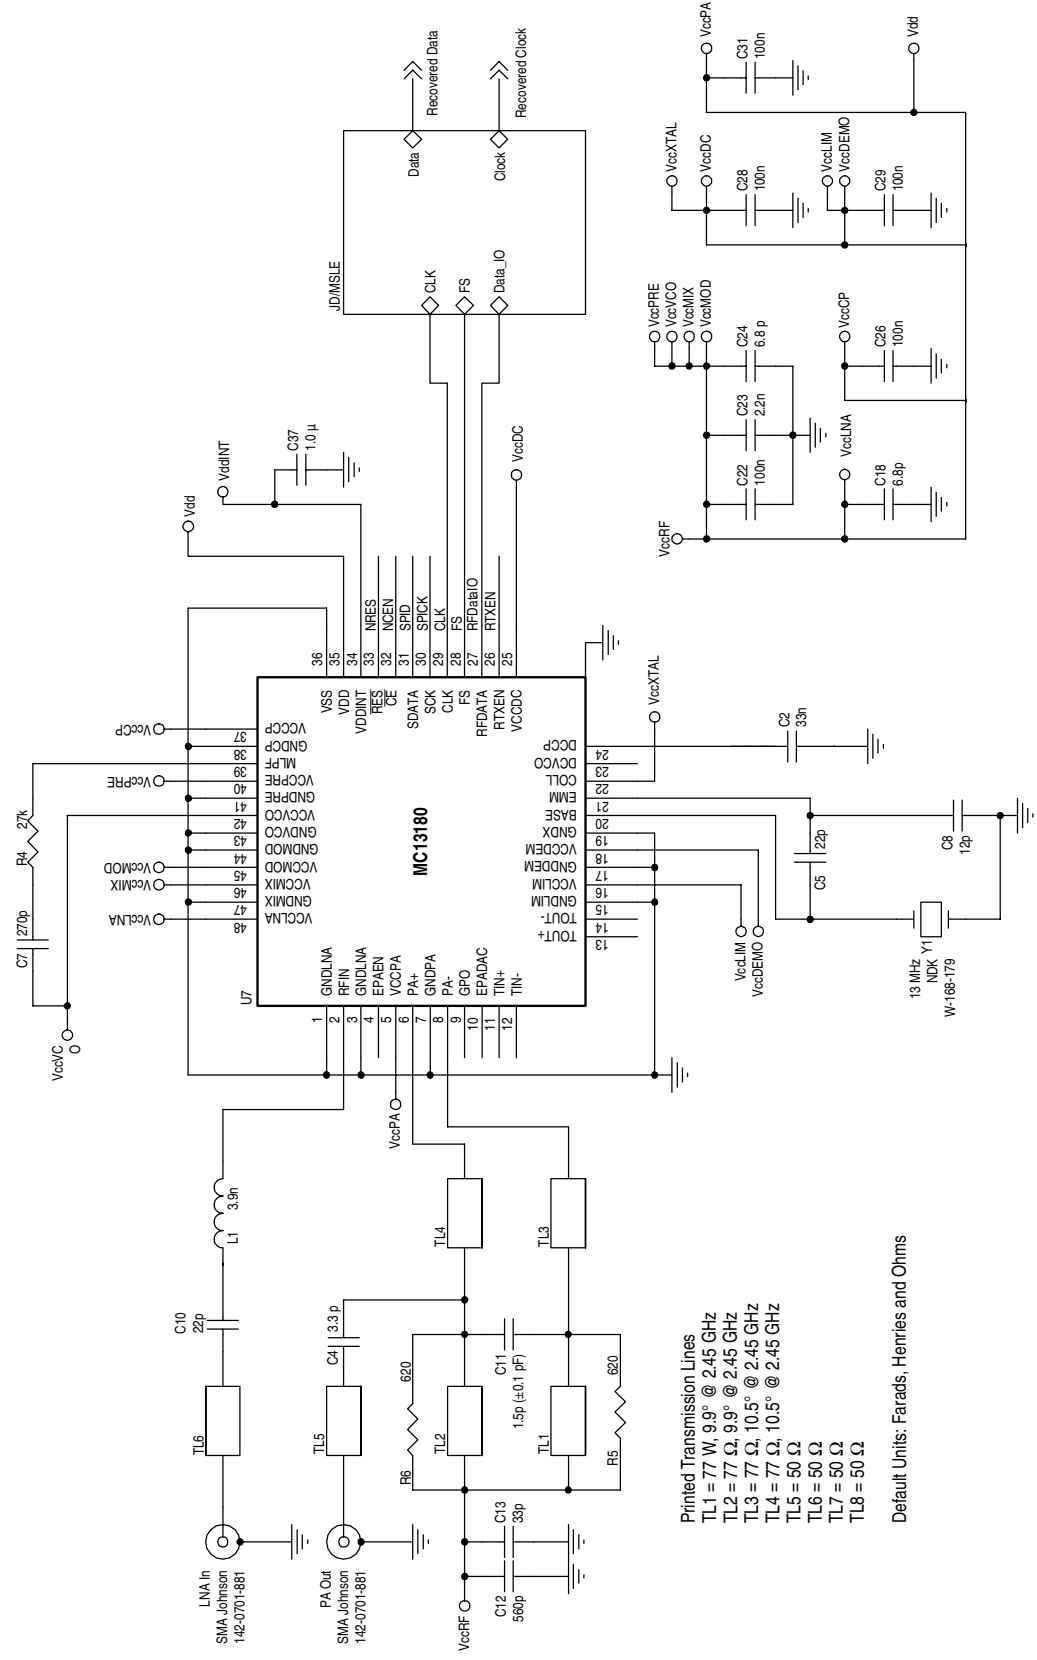 LNA In
SMA Johnson
142-0701-881
TL6
C10
22p
L1
3.9n
PA Out
SMA Johnson
142-0701-881
TL5
C4
3.3 p
VccRF
C12
560p
C13
33p
R6
620
TL2
TL4
C11
1.5p (±0.1 pF)
TL1
TL3
R5
620
VccVC
O
C7
270p
R4
27k
VccLNA
VccMIX
VccMOD
VccPRE
VccCP
VccPA
U7
MC13180
1
GNDLNA
2
RFIN
3
GNDLNA
4
EPAEN
5
VCCPA
6
PA+
7
GNDPA
8
PA-
9
GPO
10
EPADAC
11
TIN+
12
TIN-
13
TOUT+
14
TOUT-
15
GNDLIM
16
VCCLIM
17
GNDDEM
18
VCCDEM
19
GNDX
20
BASE
21
EMM
22
COLL
23
DCVCO
24
DCCP
25
VCCDC
26
RTXEN
27
RFDATA
28
FS
29
CLK
30
SCK
31
SDATA
32
CE
33
RES
34
VDDINT
35
VDD
36
VSS
37
VCCCP
38
GNDCP
39
MLPF
40
VCCPRE
41
GNDPRE
42
VCCVCO
43
GNDVCO
44
GNDMOD
45
VCCMOD
46
VCCMIX
47
GNDMIX
48
VCCLNA
NRES
NCEN
SPID
SPICK
CLK
FS
RFDataIO
RTXEN
Vdd
VddINT
C37
1.0 µ
VccDC
VccXTAL
C2
33n
C5
22p
C8
12p
VccLIM
VccDEMO
13 MHz
NDK Y1
W-168-179
JD/MSLE
CLK
FS
Data_IO
Data
Clock
Recovered Data
Recovered Clock
VccRF
C22
100n
C23
2.2n
C24
6.8 p
VccPRE
VccVCO
VccMIX
VccMOD
VccLNA
C18
6.8p
VccCP
C26
100n
VccXTAL
VccDC
C28
100n
VccLIM
VccDEMO
C29
100n
VccPA
C31
100n
Vdd
Printed Transmission Lines
TL1 = 77 W, 9.9° @ 2.45 GHz
TL2 = 77 Ω, 9.9° @ 2.45 GHz
TL3 = 77 Ω, 10.5° @ 2.45 GHz
TL4 = 77 Ω, 10.5° @ 2.45 GHz
TL5 = 50 Ω
TL6 = 50 Ω
TL7 = 50 Ω
TL8 = 50 Ω
Default Units: Farads, Henries and Ohms